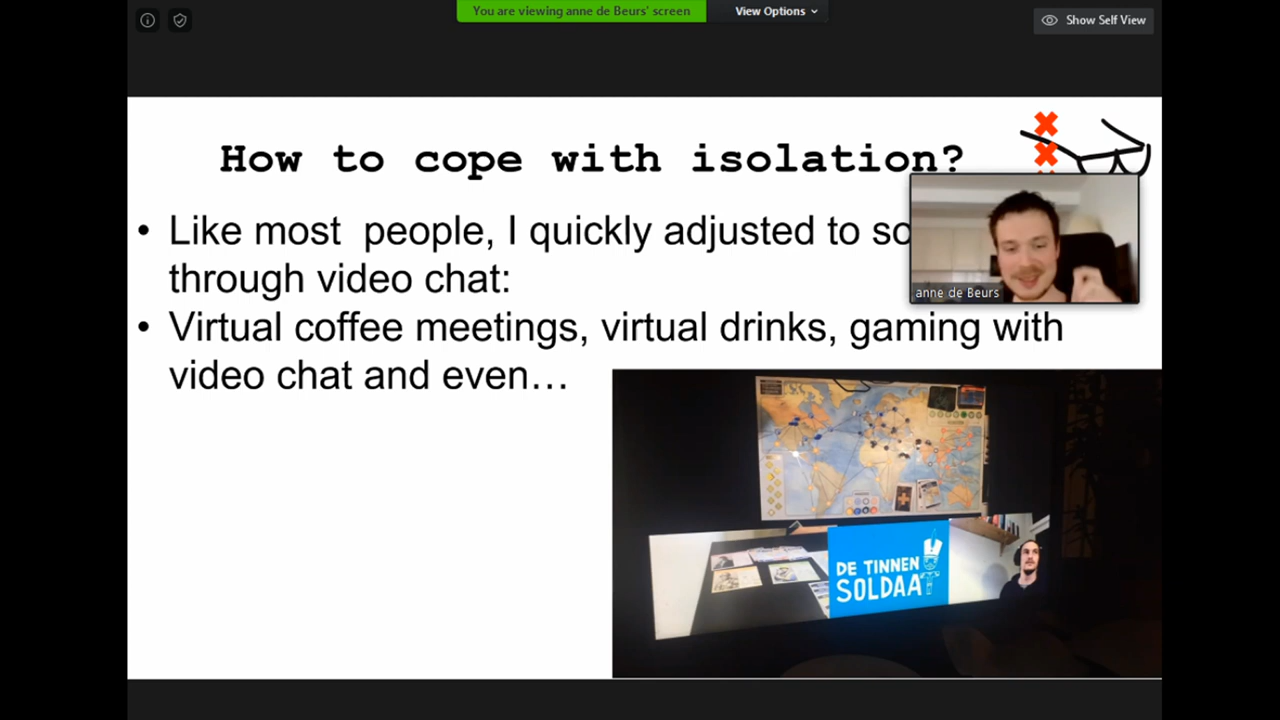 You are viewing anne de Beurs' screen
View Options
Show Self View
How to cope with isolation?
• Like most  people, I quickly adjusted to so
through video chat:
anne de Beurs
• Virtual coffee meetings, virtual drinks, gaming with
video chat and even…
DE TINNEN
SOLDAAT